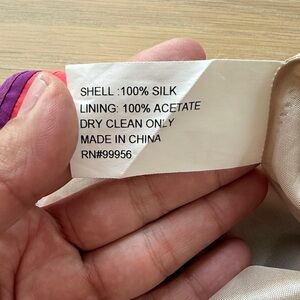 SHELL :100% SILK
LINING: 100% ACETATE
DRY CLEAN ONLY
MADE IN CHINA
RN#99956